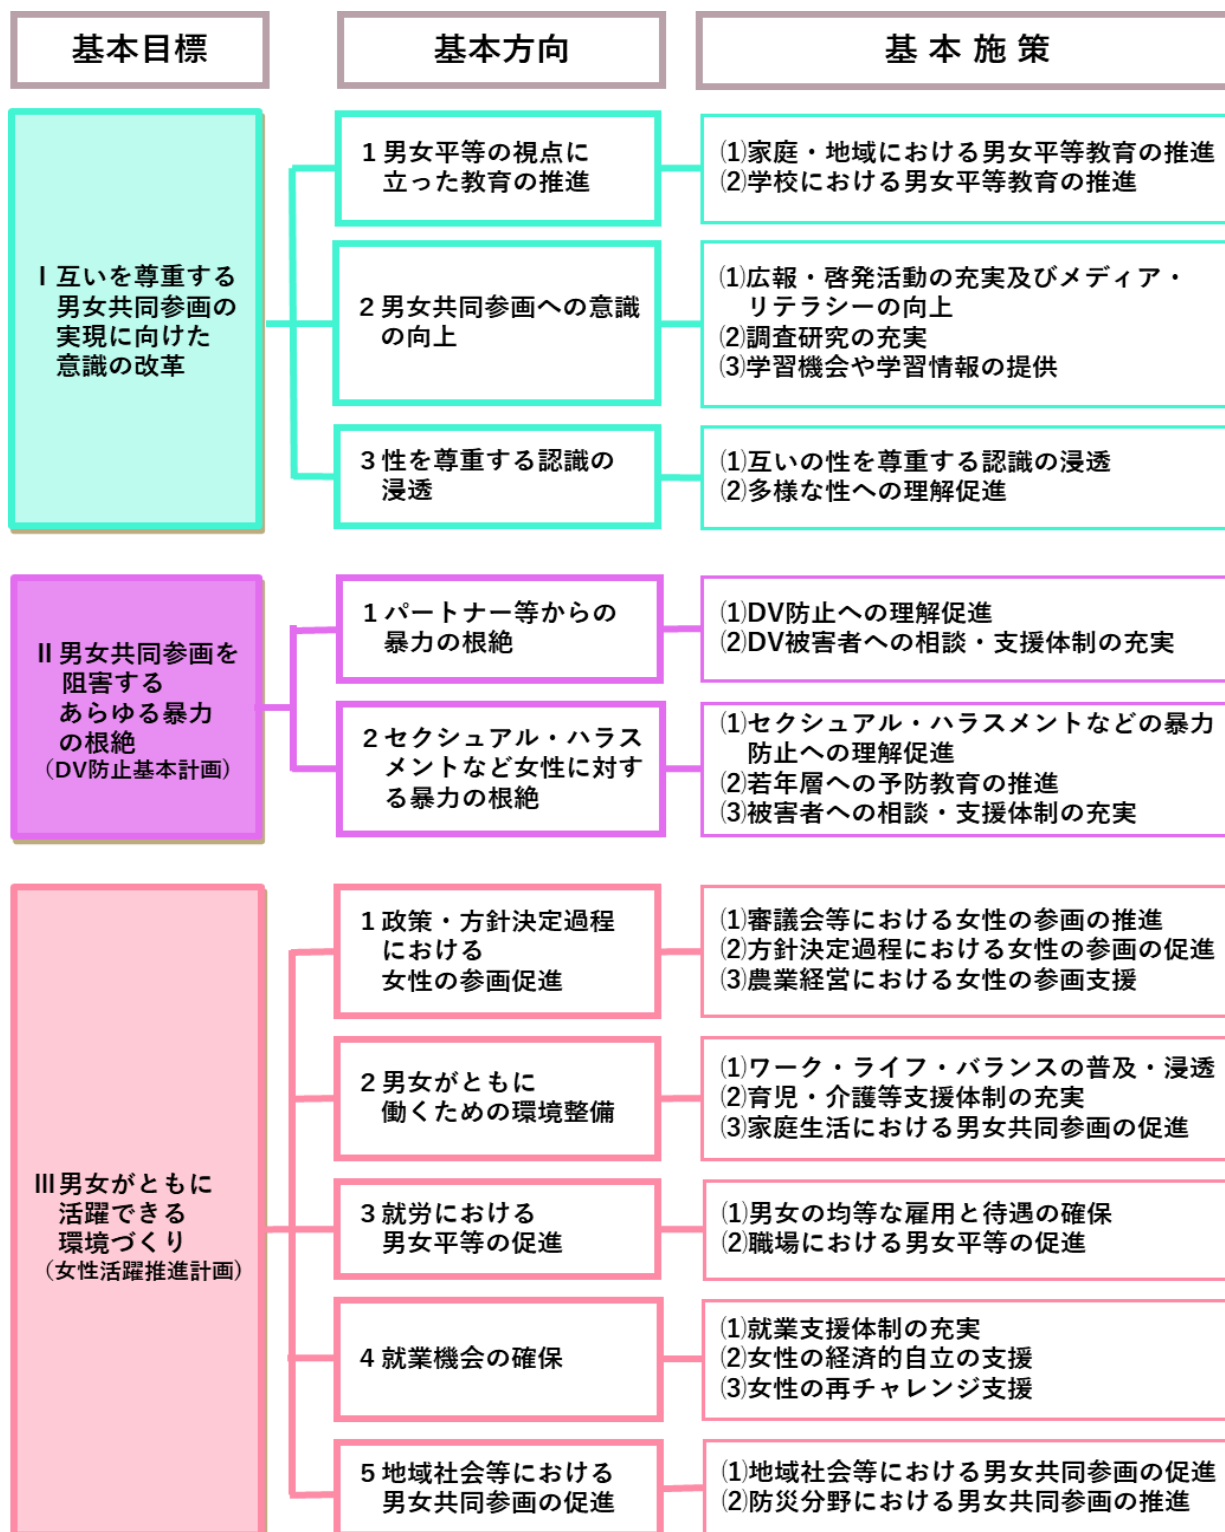 基本目標
基本方向
基本施策
Ⅰ 互いを尊重する
男女共同参画の
実現に向けた
意識の改革
1 男女平等の視点に
立った教育の推進
⑴家庭・地域における男女平等教育の推進
⑵学校における男女平等教育の推進
2 男女共同参画への意識
の向上
⑴広報・啓発活動の充実及びメディア・
リテラシーの向上
⑵調査研究の充実
⑶学習機会や学習情報の提供
3 性を尊重する認識の
浸透
⑴互いの性を尊重する認識の浸透
⑵多様な性への理解促進
Ⅱ 男女共同参画を
阻害する
あらゆる暴力
の根絶
（DV防止基本計画）
1 パートナー等からの
暴力の根絶
⑴DV防止への理解促進
⑵DV被害者への相談・支援体制の充実
2 セクシュアル・ハラス
メントなど女性に対す
る暴力の根絶
⑴セクシュアル・ハラスメントなどの暴力
防止への理解促進
⑵若年層への予防教育の推進
⑶被害者への相談・支援体制の充実
Ⅲ 男女がともに
活躍できる
環境づくり
（女性活躍推進計画）
1 政策・方針決定過程
における
女性の参画促進
⑴審議会等における女性の参画の推進
⑵方針決定過程における女性の参画の促進
⑶農業経営における女性の参画支援
2 男女がともに
働くための環境整備
⑴ワーク・ライフ・バランスの普及・浸透
⑵育児・介護等支援体制の充実
⑶家庭生活における男女共同参画の促進
3 就労における
男女平等の促進
⑴男女の均等な雇用と待遇の確保
⑵職場における男女平等の促進
4 就業機会の確保
⑴就業支援体制の充実
⑵女性の経済的自立の支援
⑶女性の再チャレンジ支援
5 地域社会等における
男女共同参画の促進
⑴地域社会等における男女共同参画の促進
⑵防災分野における男女共同参画の推進